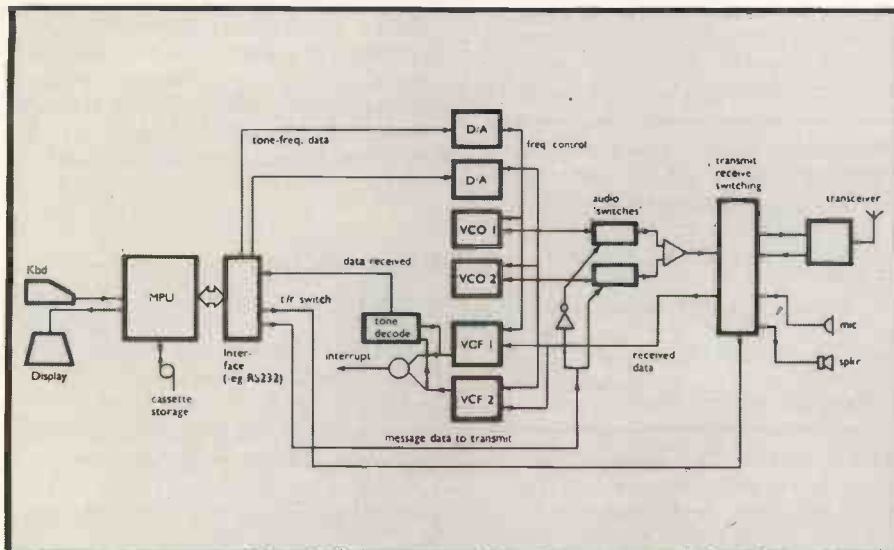 D/A
tone-freq. data
freq control
D/A
transmit
receive
switching
audio
'switches'
transceiver
VCO 1
data received
Kbd
MPU
VCO 2
t/r switch
tone
decode
VCF 1
mic
Inter-
face
(eg RS232)
interrupt
received
data
Display
spkr
cassette
storage
VCF 2
message data to transmit